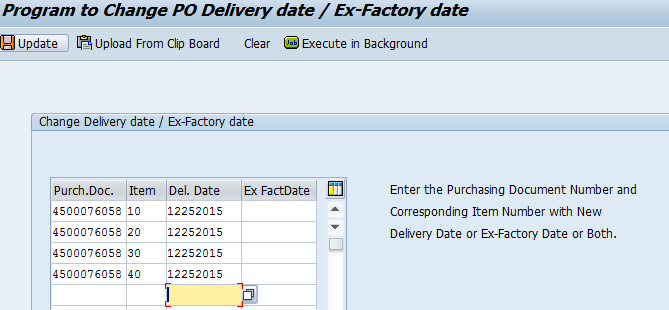 Program to Change PO Delivery date / Ex-Factory date
Update Upload From Clip Board Clear Execute in Background
Change Delivery date / Ex-Factory date
Purch.Doc. Item Del. Date Ex FactDate
4500076058 10 12252015
4500076058 20 12252015
4500076058 30 12252015
4500076058 40 12252015
Enter the Purchasing Document Number and
Corresponding Item Number with New
Delivery Date or Ex-Factory Date or Both.